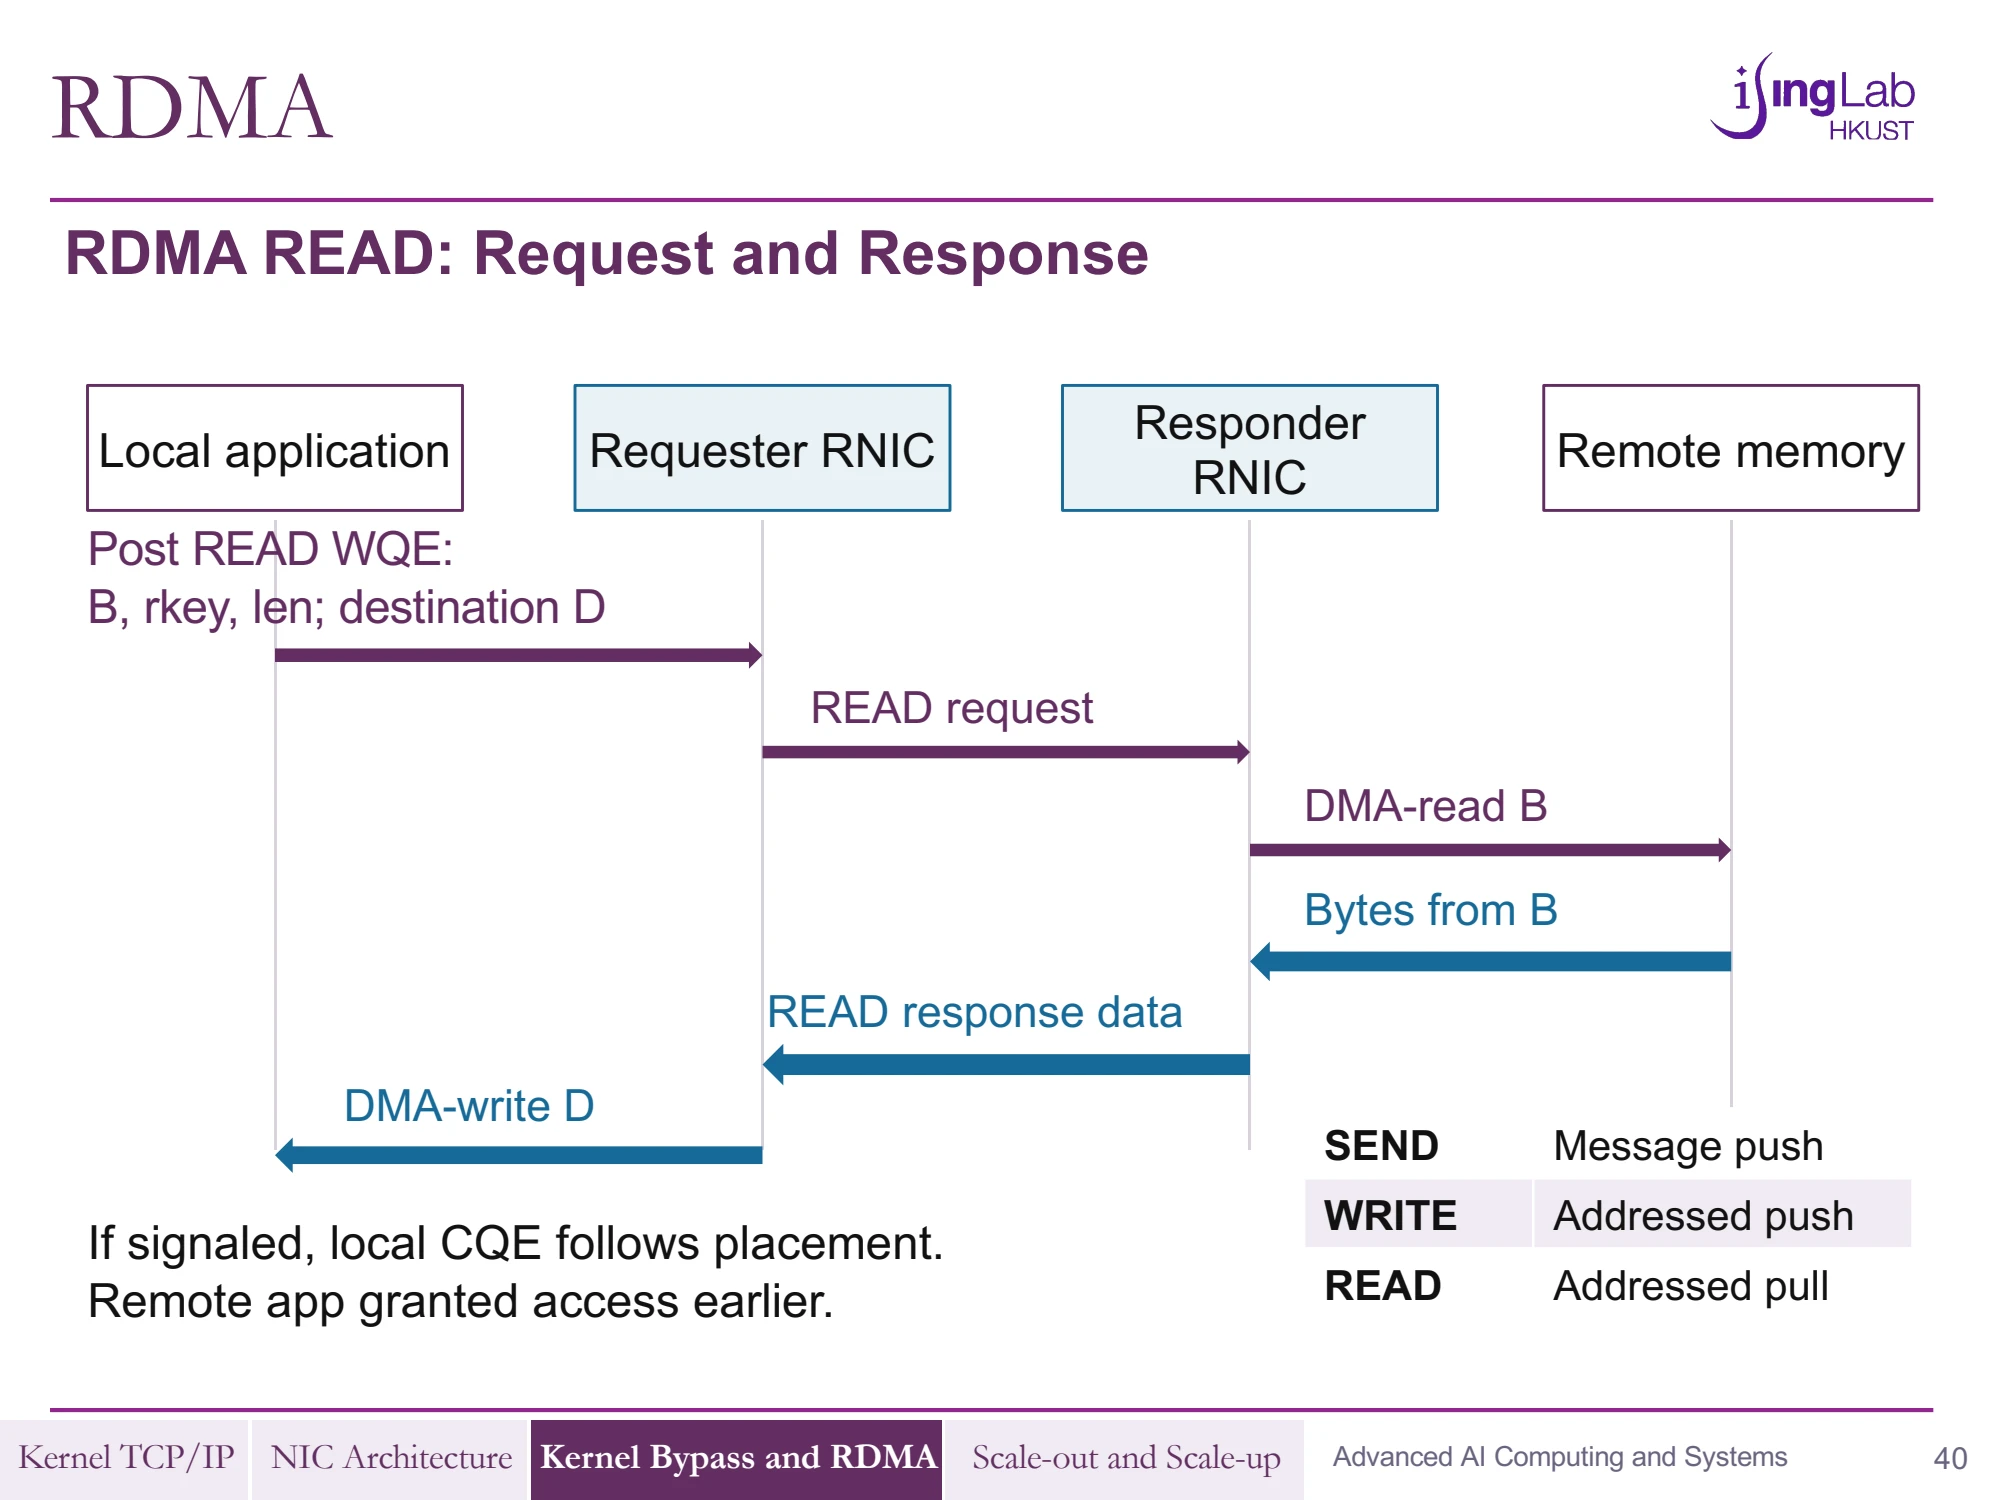 RDMA
isingLab
HKUST
RDMA READ: Request and Response
Local application
Requester RNIC
Responder
RNIC
Remote memory
Post READ WQE:
B, rkey, len; destination D
READ request
DMA-read B
Bytes from B
READ response data
DMA-write D
SEND Message push
WRITE Addressed push
READ Addressed pull
If signaled, local CQE follows placement.
Remote app granted access earlier.
Kernel TCP/IP
NIC Architecture
Kernel Bypass and RDMA
Scale-out and Scale-up
Advanced AI Computing and Systems
40